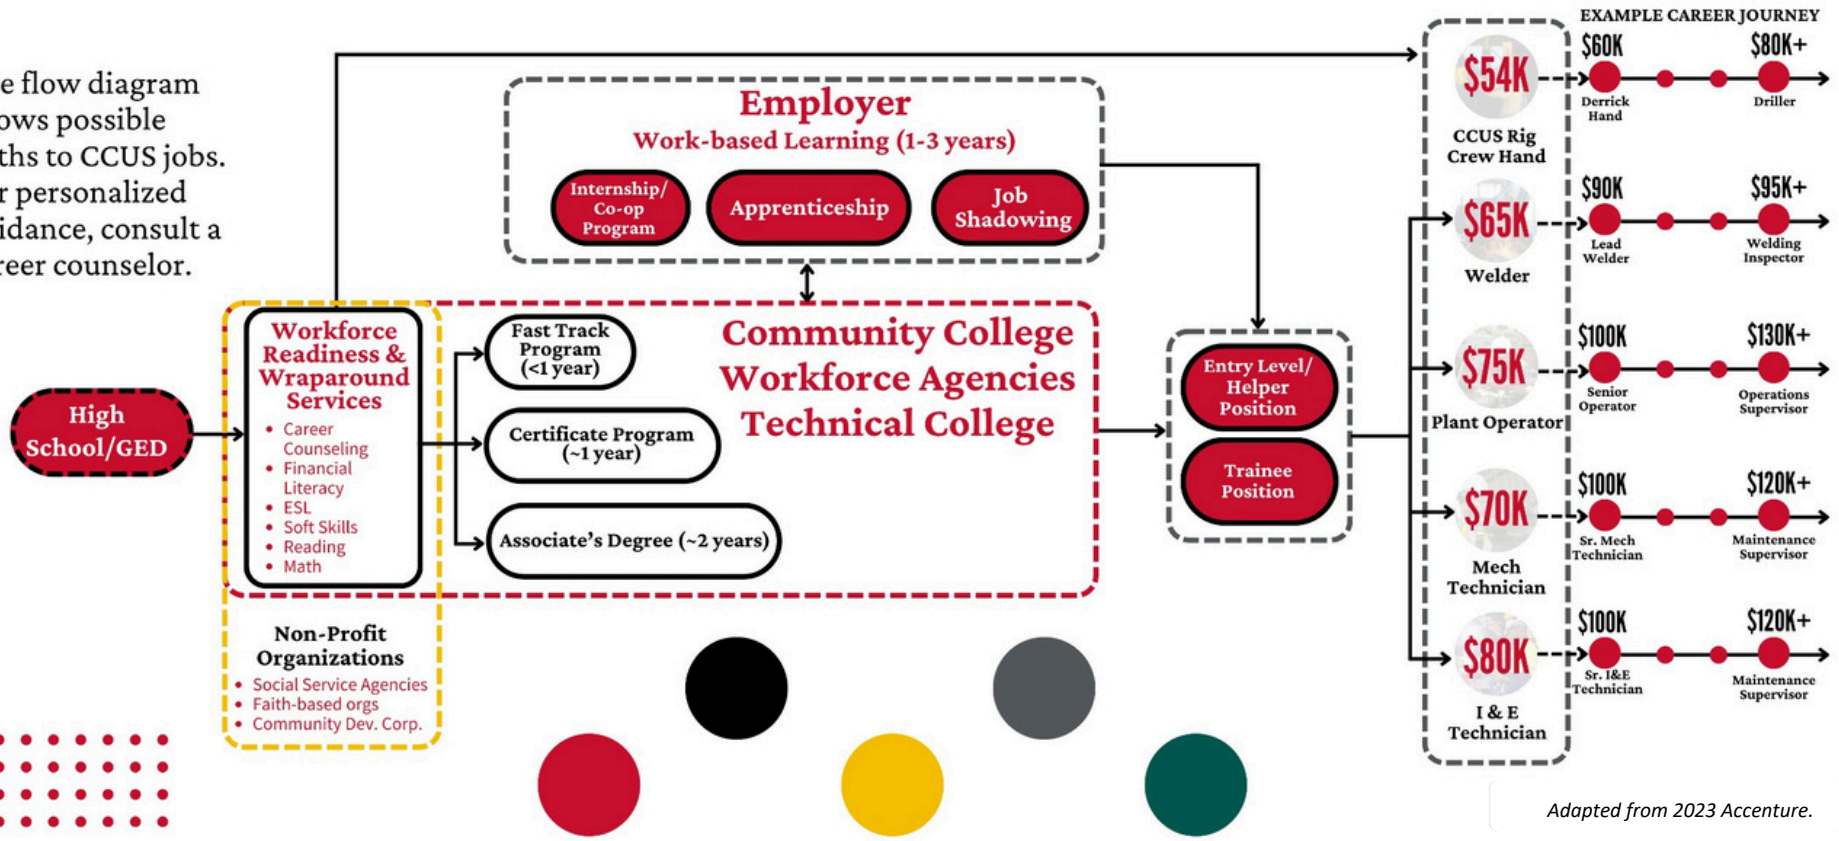 e flow diagram
ows possible
ths to CCUS jobs.
r personalized
idance, consult a
reer counselor.
High
School/GED
Workforce
Readiness &
Wraparound
Services
• Career
Counseling
• Financial
Literacy
• ESL
• Soft Skills
• Reading
• Math
Non-Profit
Organizations
• Social Service Agencies
• Faith-based orgs
• Community Dev. Corp.
Employer
Work-based Learning (1-3 years)
Internship/
Co-op
Program
Apprenticeship
Job
Shadowing
Fast Track
Program
(<1 year)
Certificate Program
(~1 year)
Associate's Degree (~2 years)
Community College
Workforce Agencies
Technical College
Entry Level/
Helper
Position
Trainee
Position
EXAMPLE CAREER JOURNEY
$54K
CCUS Rig
Crew Hand
$60K
Derrick
Hand
$80K+
Driller
$65K
Welder
$90K
Lead
Welder
$95K+
Welding
Inspector
$75K
Plant Operator
$100K
Senior
Operator
$130K+
Operations
Supervisor
$70K
Mech
Technician
$100K
Sr. Mech
Technician
$120K+
Maintenance
Supervisor
$80K
I & E
Technician
$100K
Sr. I&E
Technician
$120K+
Maintenance
Supervisor
Adapted from 2023 Accenture.